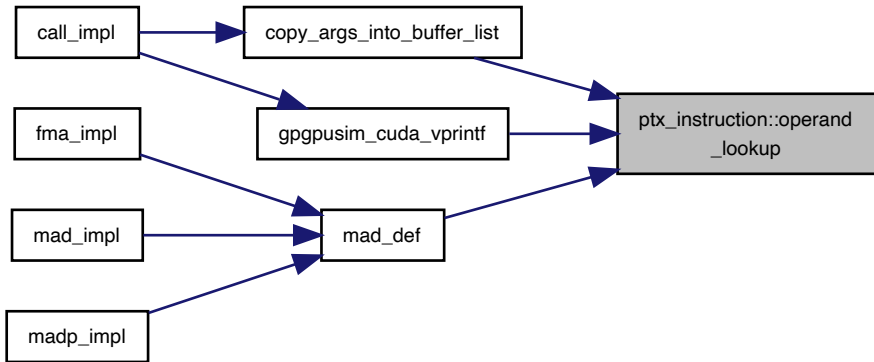 call_impl
copy_args_into_buffer_list
fma_impl
gpgpusim_cuda_vprintf
ptx_instruction::operand
_lookup
mad_impl
mad_def
madp_impl